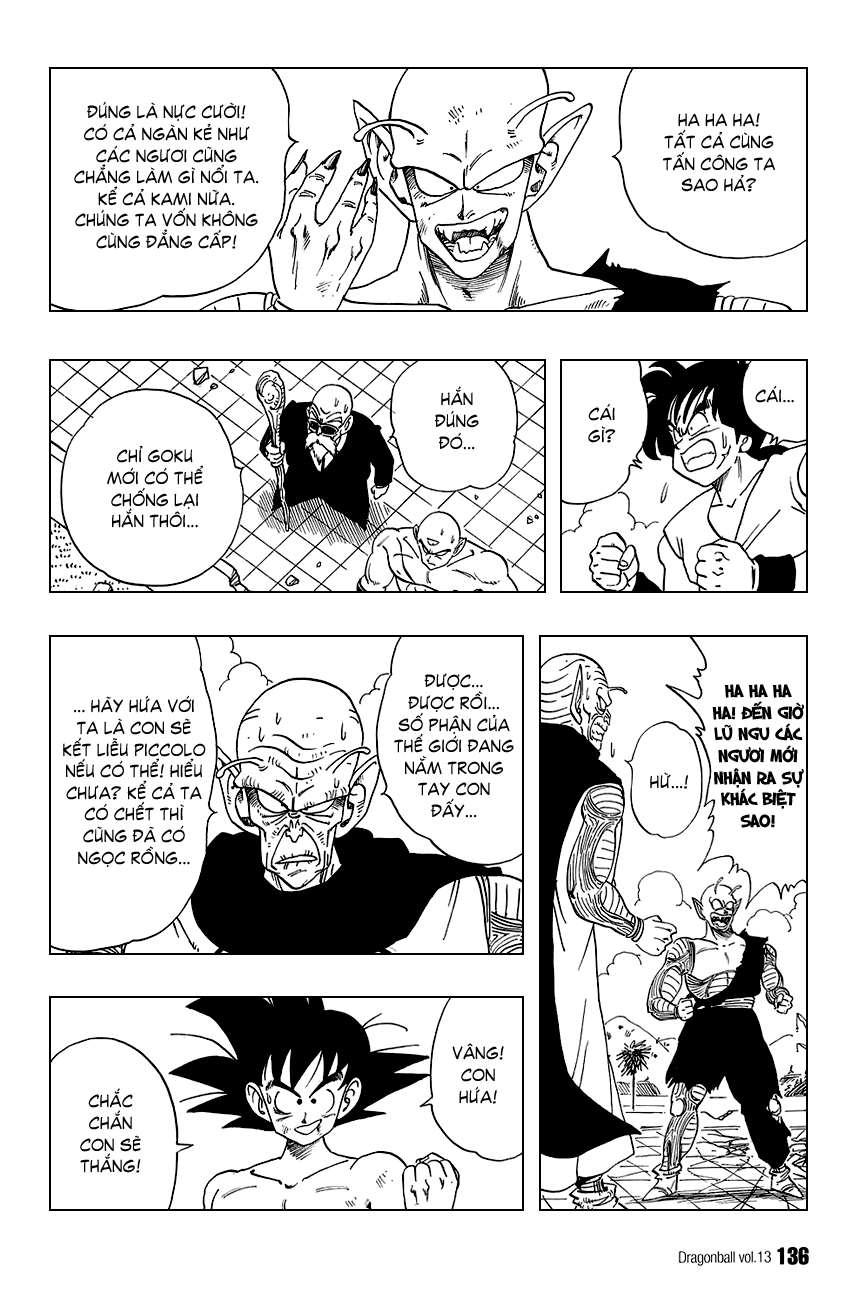 HA HA HA!
TẤT CẢ CÙNG
TẤN CÔNG TA
SAO HẢ?
ĐÚNG LÀ NỰC CƯỜI!
CÓ CẢ NGÀN KẺ NHƯ
CÁC NGƯƠI CŨNG
CHẲNG LÀM GÌ NỔI TA.
KỂ CẢ KAMI NỮA.
CHÚNG TA VỐN KHÔNG
CÙNG ĐẲNG CẤP!
CÁI...
CÁI
GÌ?
HẮN
ĐÚNG
ĐÓ...
CHỈ GOKU
MỚI CÓ THỂ
CHỐNG LẠI
HẮN THÔI...
HA HA HA
HA! ĐẾN GIỜ
LŨ NGU CÁC
NGƯƠI MỚI
NHẬN RA SỰ
KHÁC BIỆT
SAO!
HỪ...!
ĐƯỢC...
ĐƯỢC RỒI...
SỐ PHẬN CỦA
THẾ GIỚI ĐANG
NẰM TRONG
TAY CON
ĐẤY...
... HÃY HỨA VỚI
TA LÀ CON SẼ
KẾT LIỄU PICCOLO
NẾU CÓ THỂ! HIỂU
CHƯA? KỂ CẢ TA
CÓ CHẾT THÌ
CŨNG ĐÃ CÓ
NGỌC RỒNG...
VÂNG!
CON
HỨA!
CHẮC
CHẮN
CON SẼ
THẮNG!
Dragonball vol.13 136